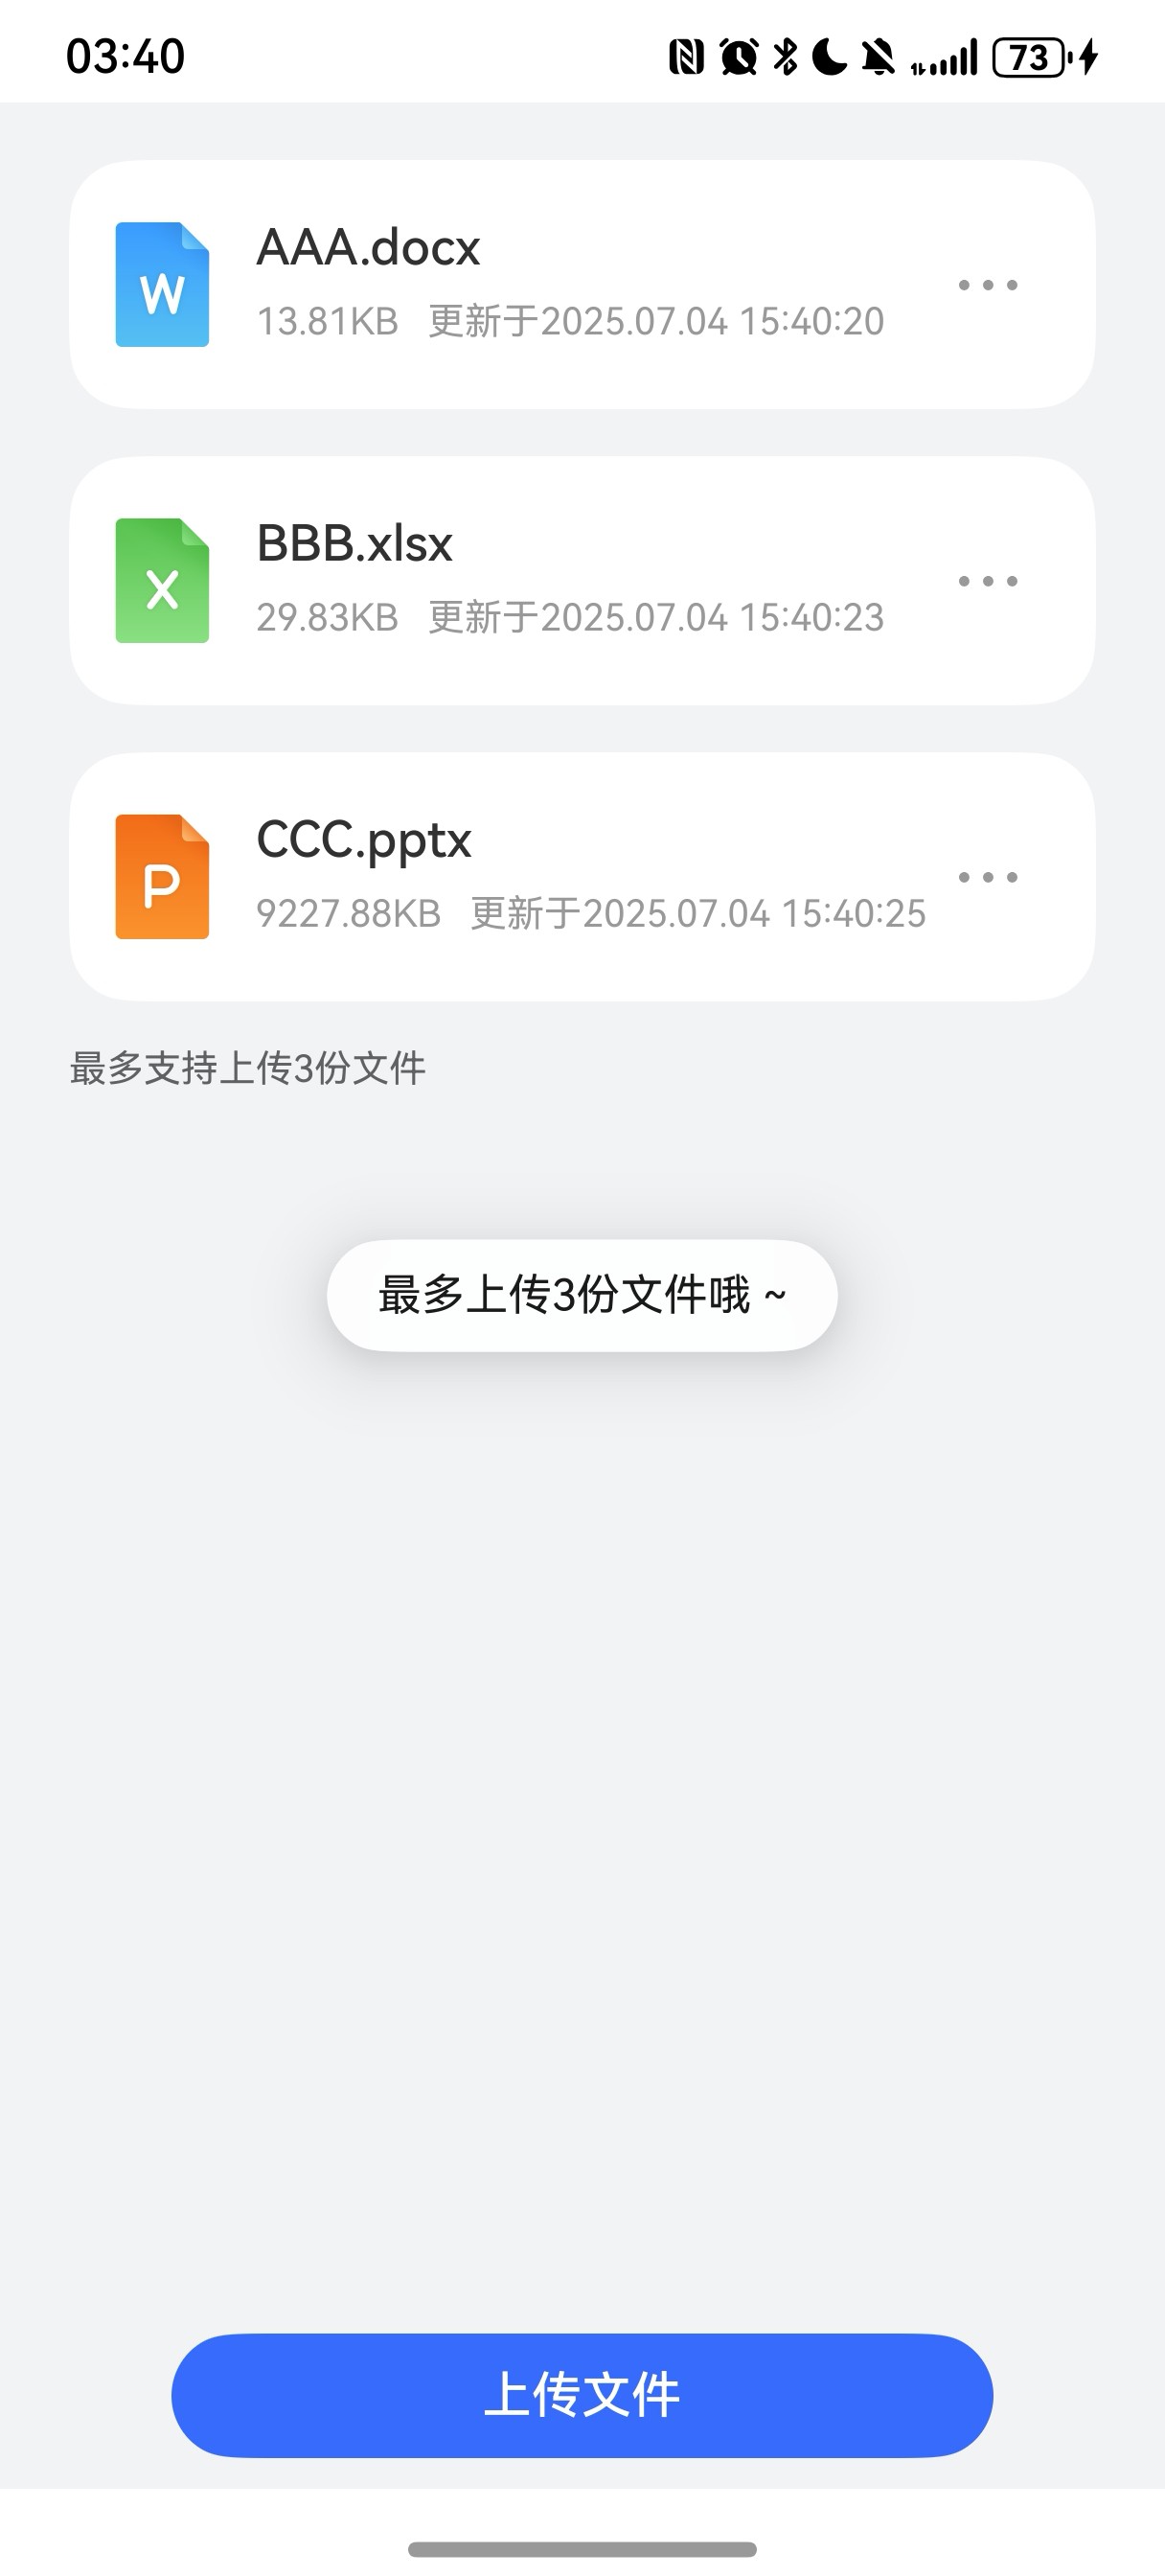 03:40
73
W
AAA.docx
13.81KB 更新于2025.07.04 15:40:20
X
BBB.xlsx
29.83KB 更新于2025.07.04 15:40:23
P
CCC.pptx
9227.88KB 更新于2025.07.04 15:40:25
最多支持上传3份文件
最多上传3份文件哦 ~
上传文件